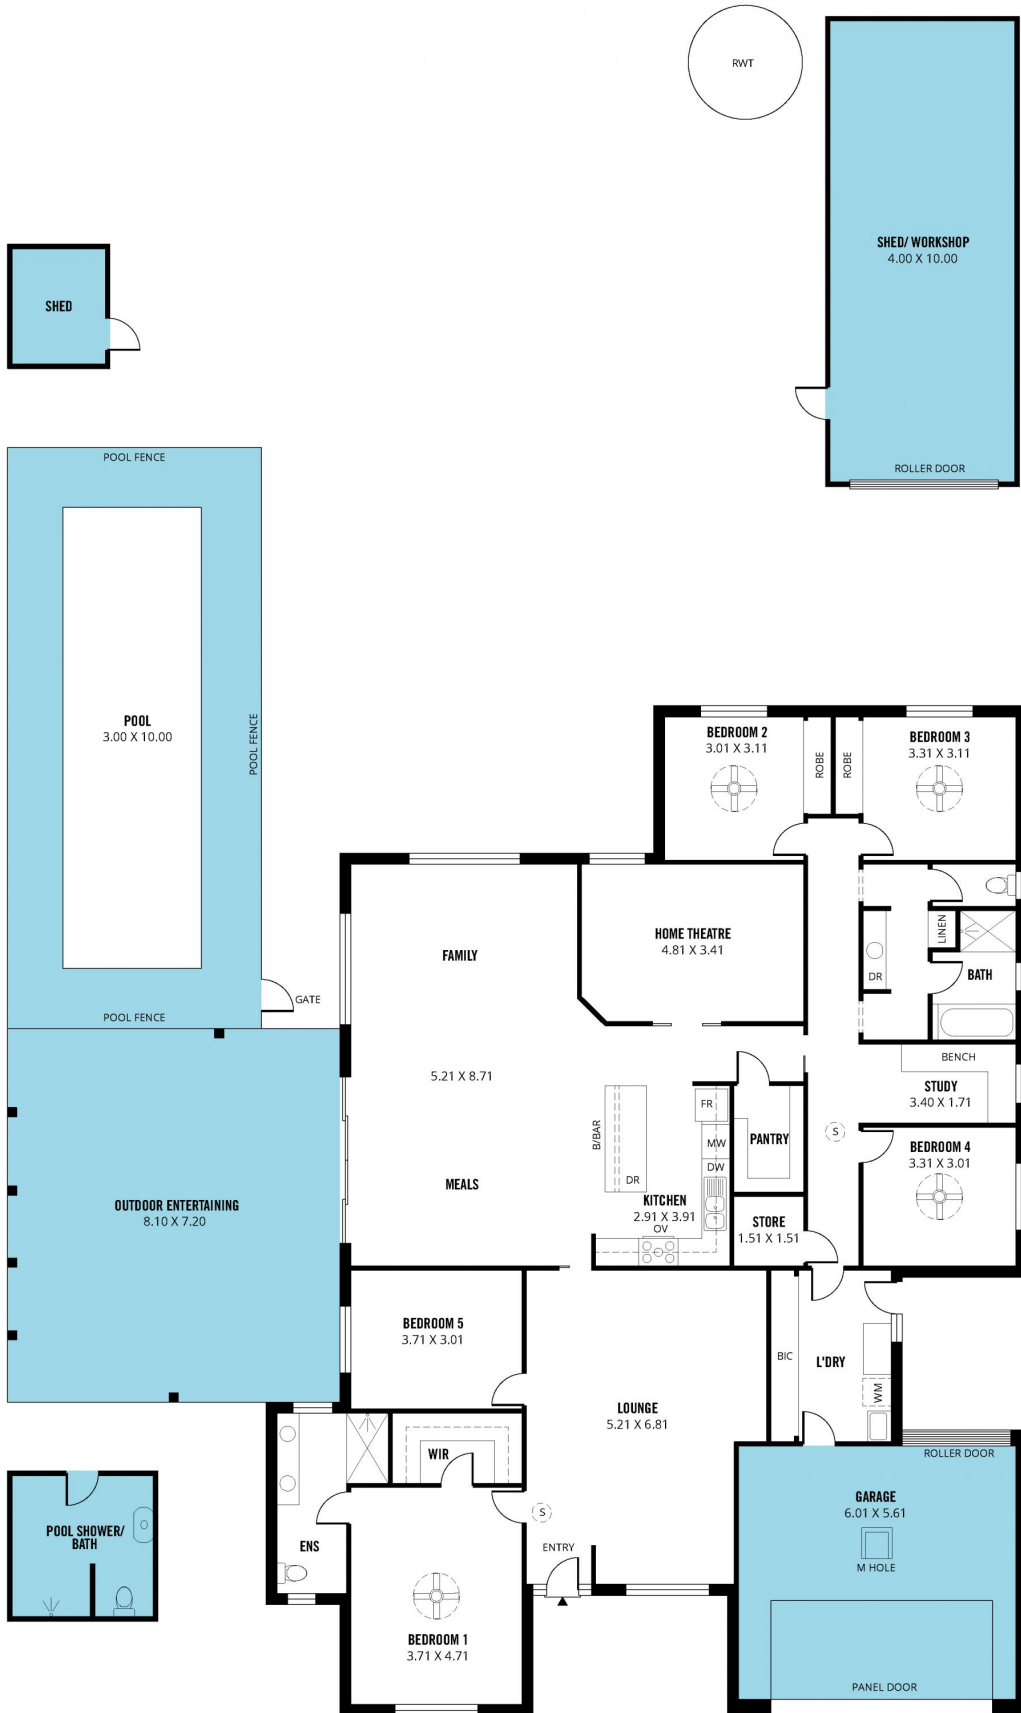 RWT
SHED/ WORKSHOP
4.00 X 10.00
ROLLER DOOR
SHED
POOL FENCE
POOL
3.00 X 10.00
POOL FENCE
POOL FENCE
GATE
BEDROOM 2
3.01 X 3.11
ROBE
ROBE
BEDROOM 3
3.31 X 3.11
FAMILY
HOME THEATRE
4.81 X 3.41
LINEN
DR
BATH
5.21 X 8.71
BENCH
STUDY
3.40 X 1.71
FR
B/BAR
MW
PANTRY
DW
DR
S
BEDROOM 4
3.31 X 3.01
MEALS
KITCHEN
2.91 X 3.91
OV
STORE
1.51 X 1.51
OUTDOOR ENTERTAINING
8.10 X 7.20
BEDROOM 5
3.71 X 3.01
BIC
L'DRY
WM
LOUNGE
5.21 X 6.81
WIR
ROLLER DOOR
GARAGE
6.01 X 5.61
M HOLE
S
ENTRY
ENS
POOL SHOWER/
BATH
BEDROOM 1
3.71 X 4.71
PANEL DOOR